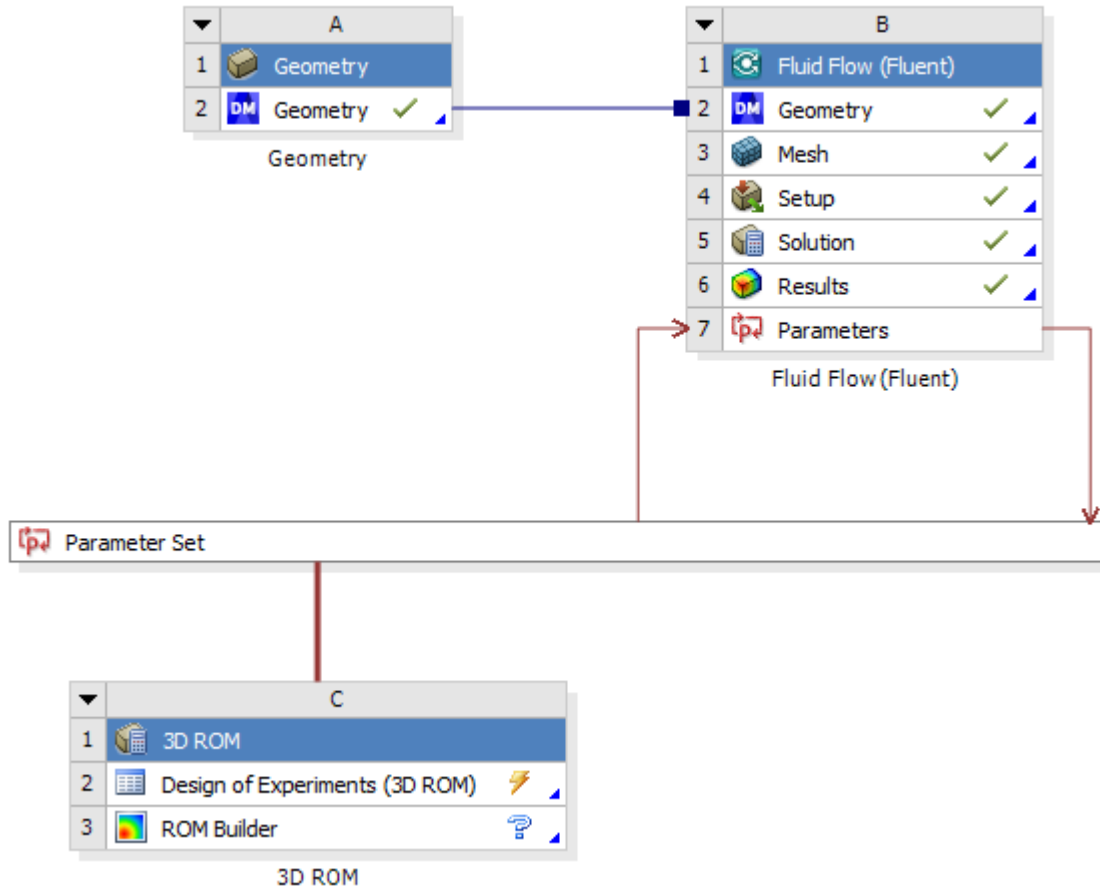 A
1 Geometry
2 DM Geometry
Geometry
B
1 Fluid Flow (Fluent)
2 DM Geometry
3 Mesh
4 Setup
5 Solution
6 Results
7 p Parameters
Fluid Flow (Fluent)
p Parameter Set
C
1 3D ROM
2 Design of Experiments (3D ROM)
3 ROM Builder ?
3D ROM